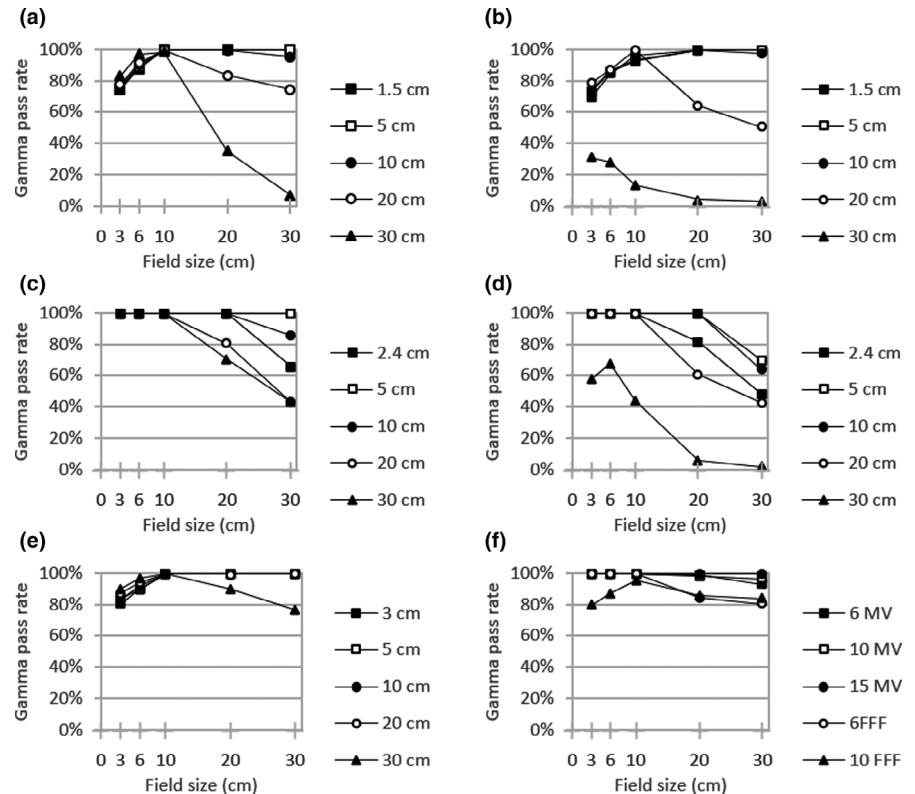 (a)
100%
80%
60%
40%
20%
0%
Gamma pass rate
0 3 6 10 20 30
Field size (cm)
1.5 cm
5 cm
10 cm
20 cm
30 cm
(b)
100%
80%
60%
40%
20%
0%
Gamma pass rate
0 3 6 10 20 30
Field size (cm)
1.5 cm
5 cm
10 cm
20 cm
30 cm
(c)
100%
80%
60%
40%
20%
0%
Gamma pass rate
0 3 6 10 20 30
Field size (cm)
2.4 cm
5 cm
10 cm
20 cm
30 cm
(d)
100%
80%
60%
40%
20%
0%
Gamma pass rate
0 3 6 10 20 30
Field size (cm)
2.4 cm
5 cm
10 cm
20 cm
30 cm
(e)
100%
80%
60%
40%
20%
0%
Gamma pass rate
0 3 6 10 20 30
Field size (cm)
3 cm
5 cm
10 cm
20 cm
30 cm
(f)
100%
80%
60%
40%
20%
0%
Gamma pass rate
0 3 6 10 20 30
Field size (cm)
6 MV
10 MV
15 MV
6FFF
10 FFF